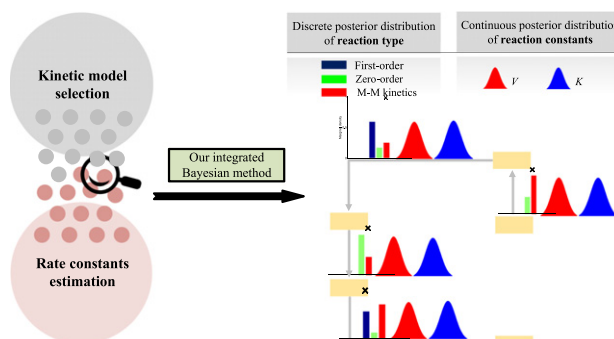 Kinetic model
selection
Rate constants
estimation
Our integrated
Bayesian method
Discrete posterior distribution
of reaction type
Continuous posterior distribution
of reaction constants
First-order
Zero-order
M-M kinetics
V
K